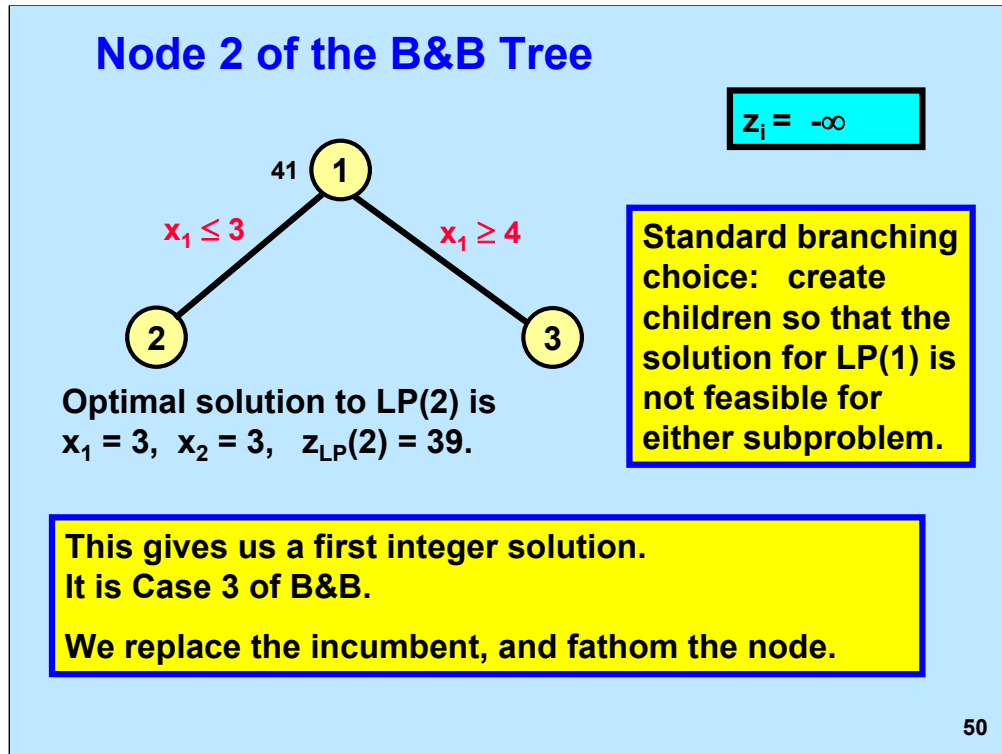 Node 2 of the B&B Tree
zᵢ = -∞
41
1
x₁ ≤ 3
x₁ ≥ 4
2
3
Standard branching
choice: create
children so that the
solution for LP(1) is
not feasible for
either subproblem.
Optimal solution to LP(2) is
x₁ = 3, x₂ = 3, z_LP(2) = 39.
This gives us a first integer solution.
It is Case 3 of B&B.
We replace the incumbent, and fathom the node.
50